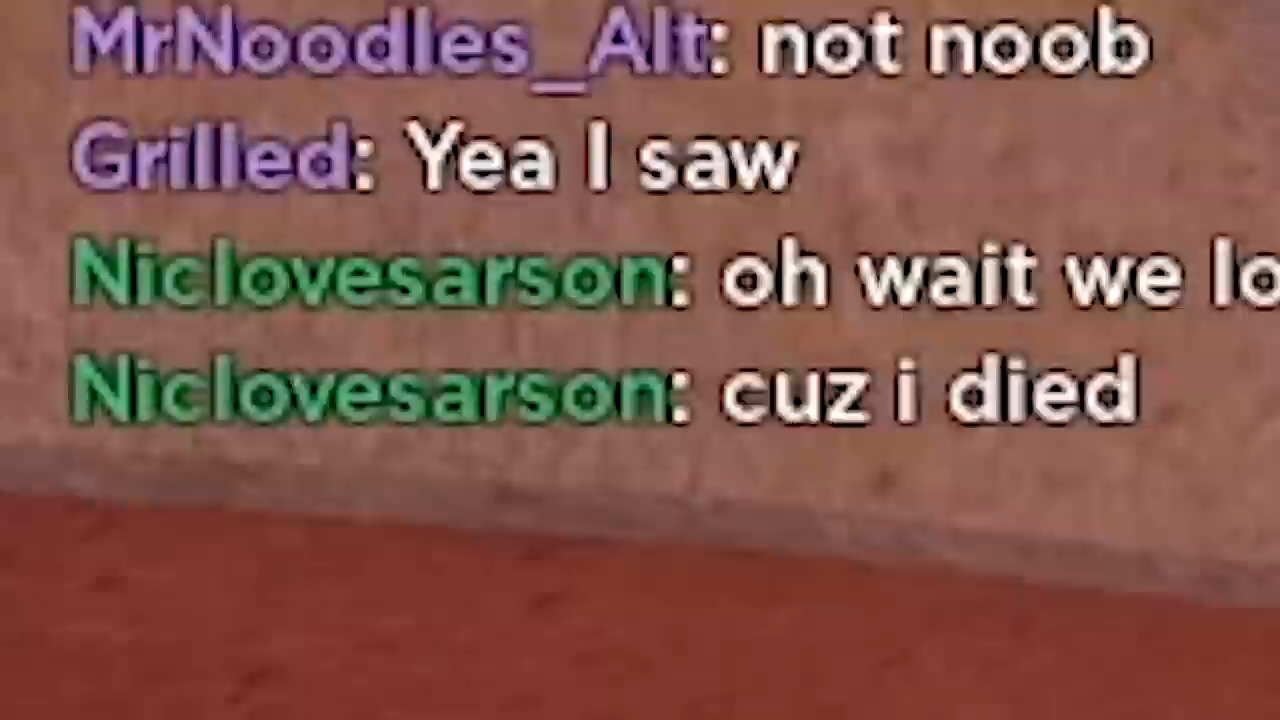 MrNoodles_Alt: not noob
Grilled: Yea I saw
Niclovesarson: oh wait we
Niclovesarson: cuz i died